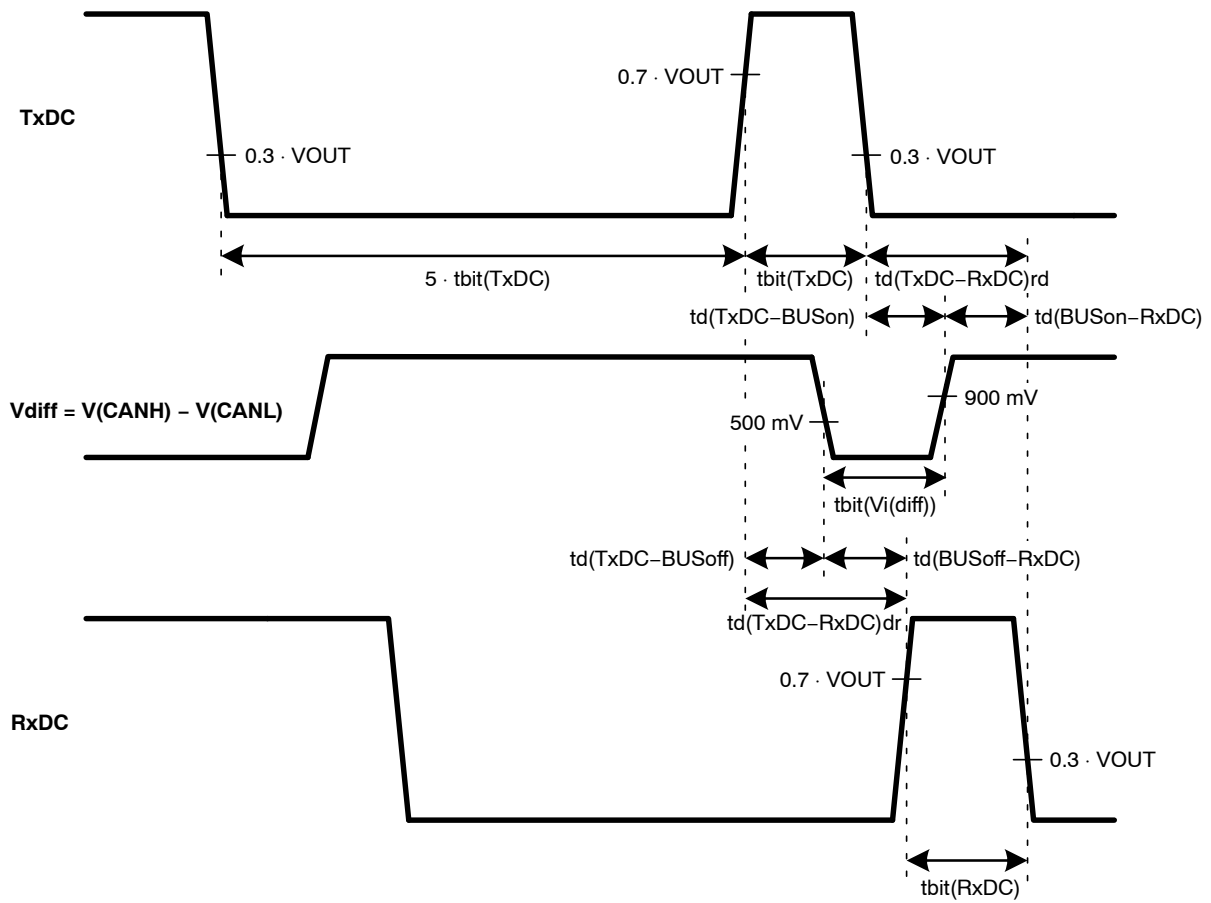 0.7 · VOUT
TxDC
0.3 · VOUT
0.3 · VOUT
5 · tbit(TxDC)
tbit(TxDC)
td(TxDC−RxDC)rd
td(TxDC−BUSon)
td(BUSon−RxDC)
Vdiff = V(CANH) − V(CANL)
900 mV
500 mV
tbit(Vi(diff))
td(TxDC−BUSoff)
td(BUSoff−RxDC)
td(TxDC−RxDC)dr
0.7 · VOUT
RxDC
0.3 · VOUT
tbit(RxDC)